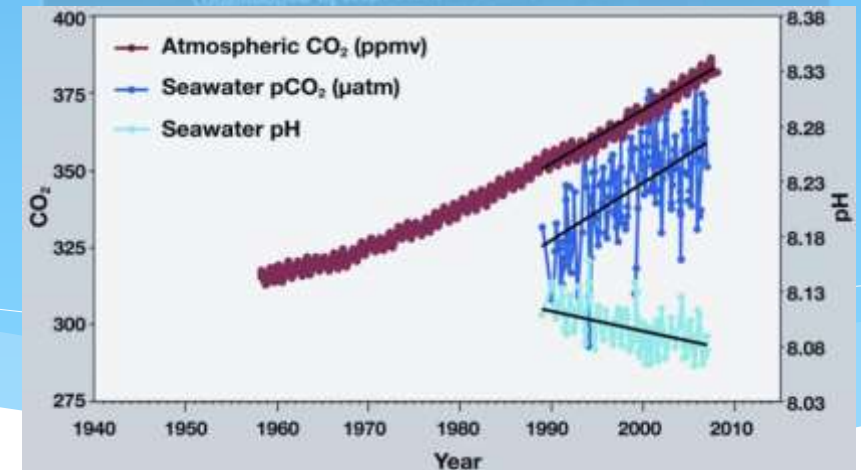 400
375
350
325
300
275
CO₂
Atmospheric CO₂ (ppmv)
Seawater pCO₂ (µatm)
Seawater pH
8.38
8.33
8.28
8.23
8.18
8.13
8.08
8.03
pH
1940 1950 1960 1970 1980 1990 2000 2010
Year